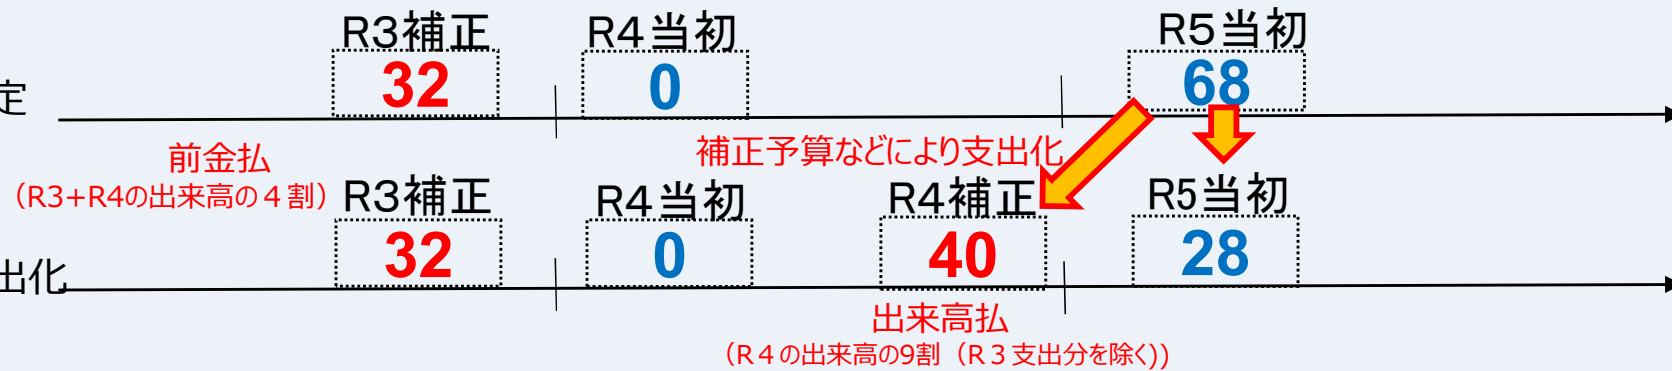 R3補正 R4当初 R5当初
定 32 0 68
前金払 補正予算などにより支出化
（R3+R4の出来高の４割） R3補正 R4当初 R4補正 R5当初
出化 32 0 40 28
出来高払
（R４の出来高の9割（R３支出分を除く))